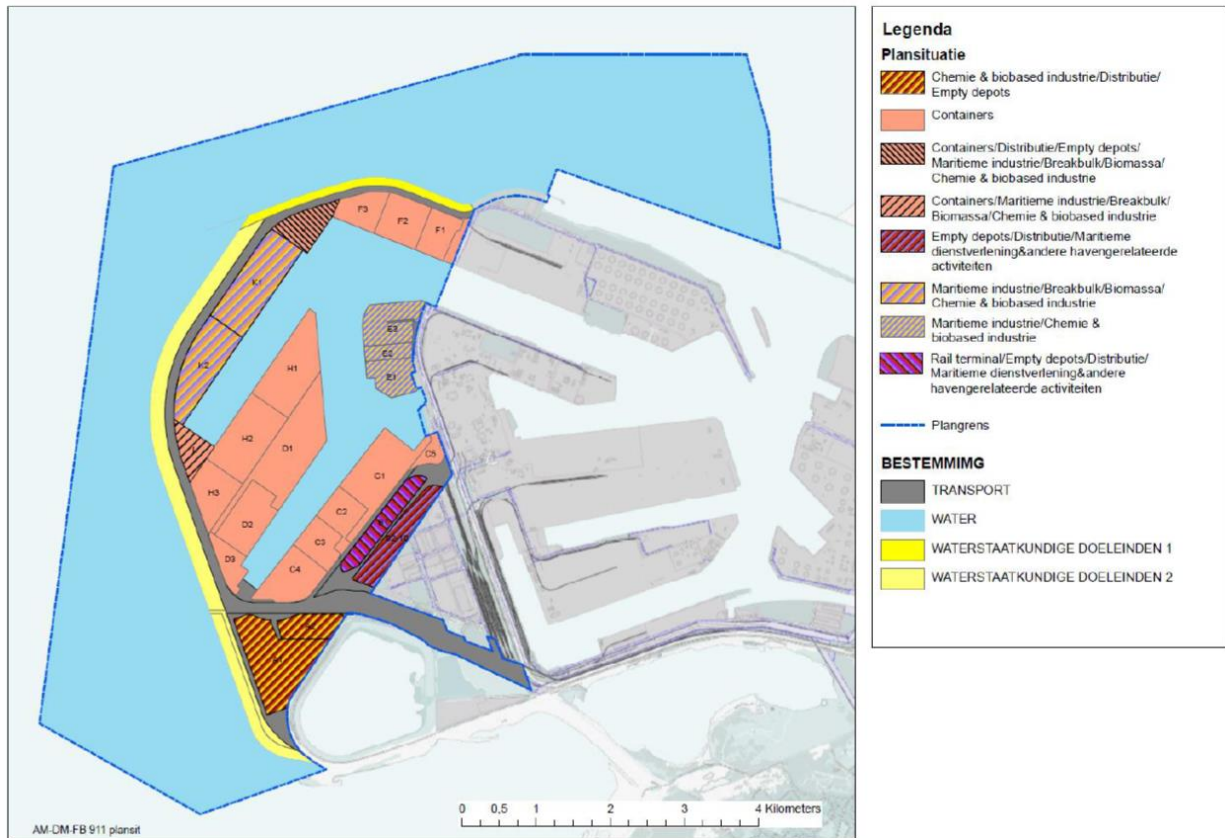 Legenda
Plansituatie
Chemie & biobased industrie/Distributie/
Empty depots
Containers
Containers/Distributie/Empty depots/
Maritieme industrie/Breakbulk/Biomassa/
Chemie & biobased industrie
Containers/Maritieme industrie/Breakbulk/
Biomassa/Chemie & biobased industrie
Empty depots/Distributie/Maritieme
dienstverlening&andere havengerelateerde
activiteiten
Maritieme industrie/Breakbulk/Biomassa/
Chemie & biobased industrie
Maritieme industrie/Chemie &
biobased industrie
Rail terminal/Empty depots/Distributie/
Maritieme dienstverlening&andere
havengerelateerde activiteiten
Plangrens
BESTEMMIMG
TRANSPORT
WATER
WATERSTAATKUNDIGE DOELEINDEN 1
WATERSTAATKUNDIGE DOELEINDEN 2
F3
F2
F1
K1
E3
E2
E1
K2
H1
H2
D1
C5
C1
H3
C2
D2
C3
D3
C4
0 0,5 1 2 3 4 Kilometers
AM-DM-FB 911 plansit